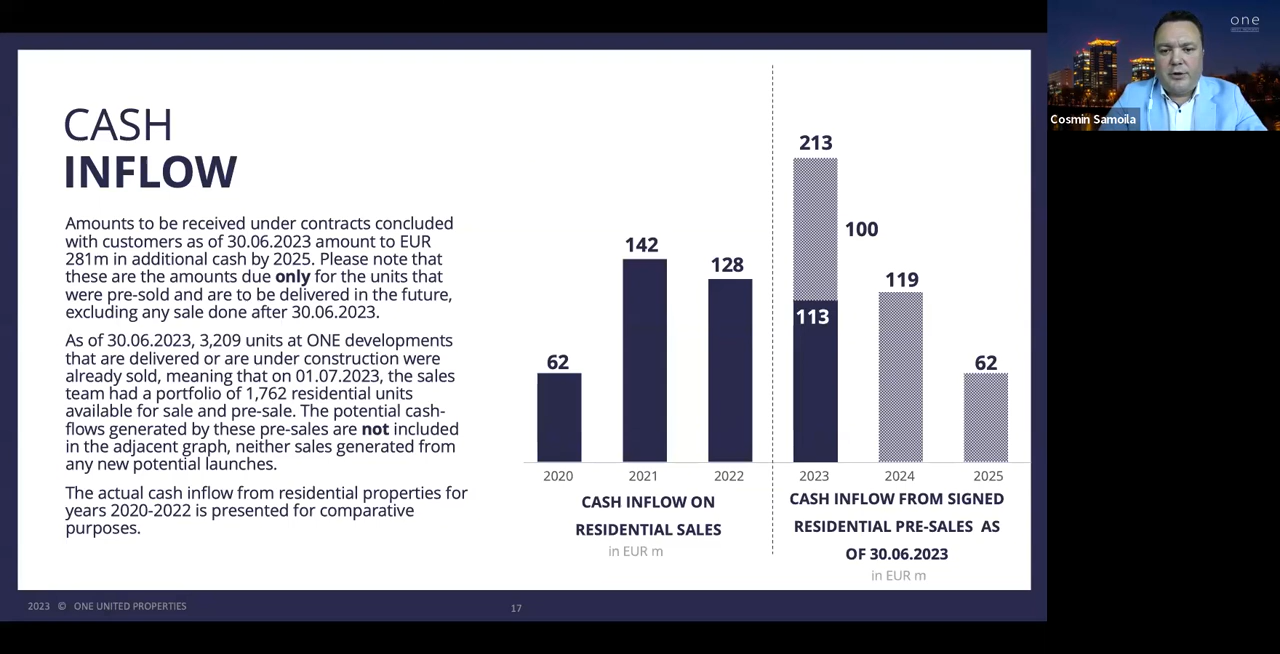 CASH
INFLOW
Amounts to be received under contracts concluded
with customers as of 30.06.2023 amount to EUR
281m in additional cash by 2025. Please note that
these are the amounts due only for the units that
were pre-sold and are to be delivered in the future,
excluding any sale done after 30.06.2023.
As of 30.06.2023, 3,209 units at ONE developments
that are delivered or are under construction were
already sold, meaning that on 01.07.2023, the sales
team had a portfolio of 1,762 residential units
available for sale and pre-sale. The potential cash-
flows generated by these pre-sales are not included
in the adjacent graph, neither sales generated from
any new potential launches.
The actual cash inflow from residential properties for
years 2020-2022 is presented for comparative
purposes.
62
142
128
213
100
113
119
62
2020
2021
2022
2023
2024
2025
CASH INFLOW ON
RESIDENTIAL SALES
in EUR m
CASH INFLOW FROM SIGNED
RESIDENTIAL PRE-SALES AS
OF 30.06.2023
in EUR m
2023 © ONE UNITED PROPERTIES
17
one
Cosmin Samoila